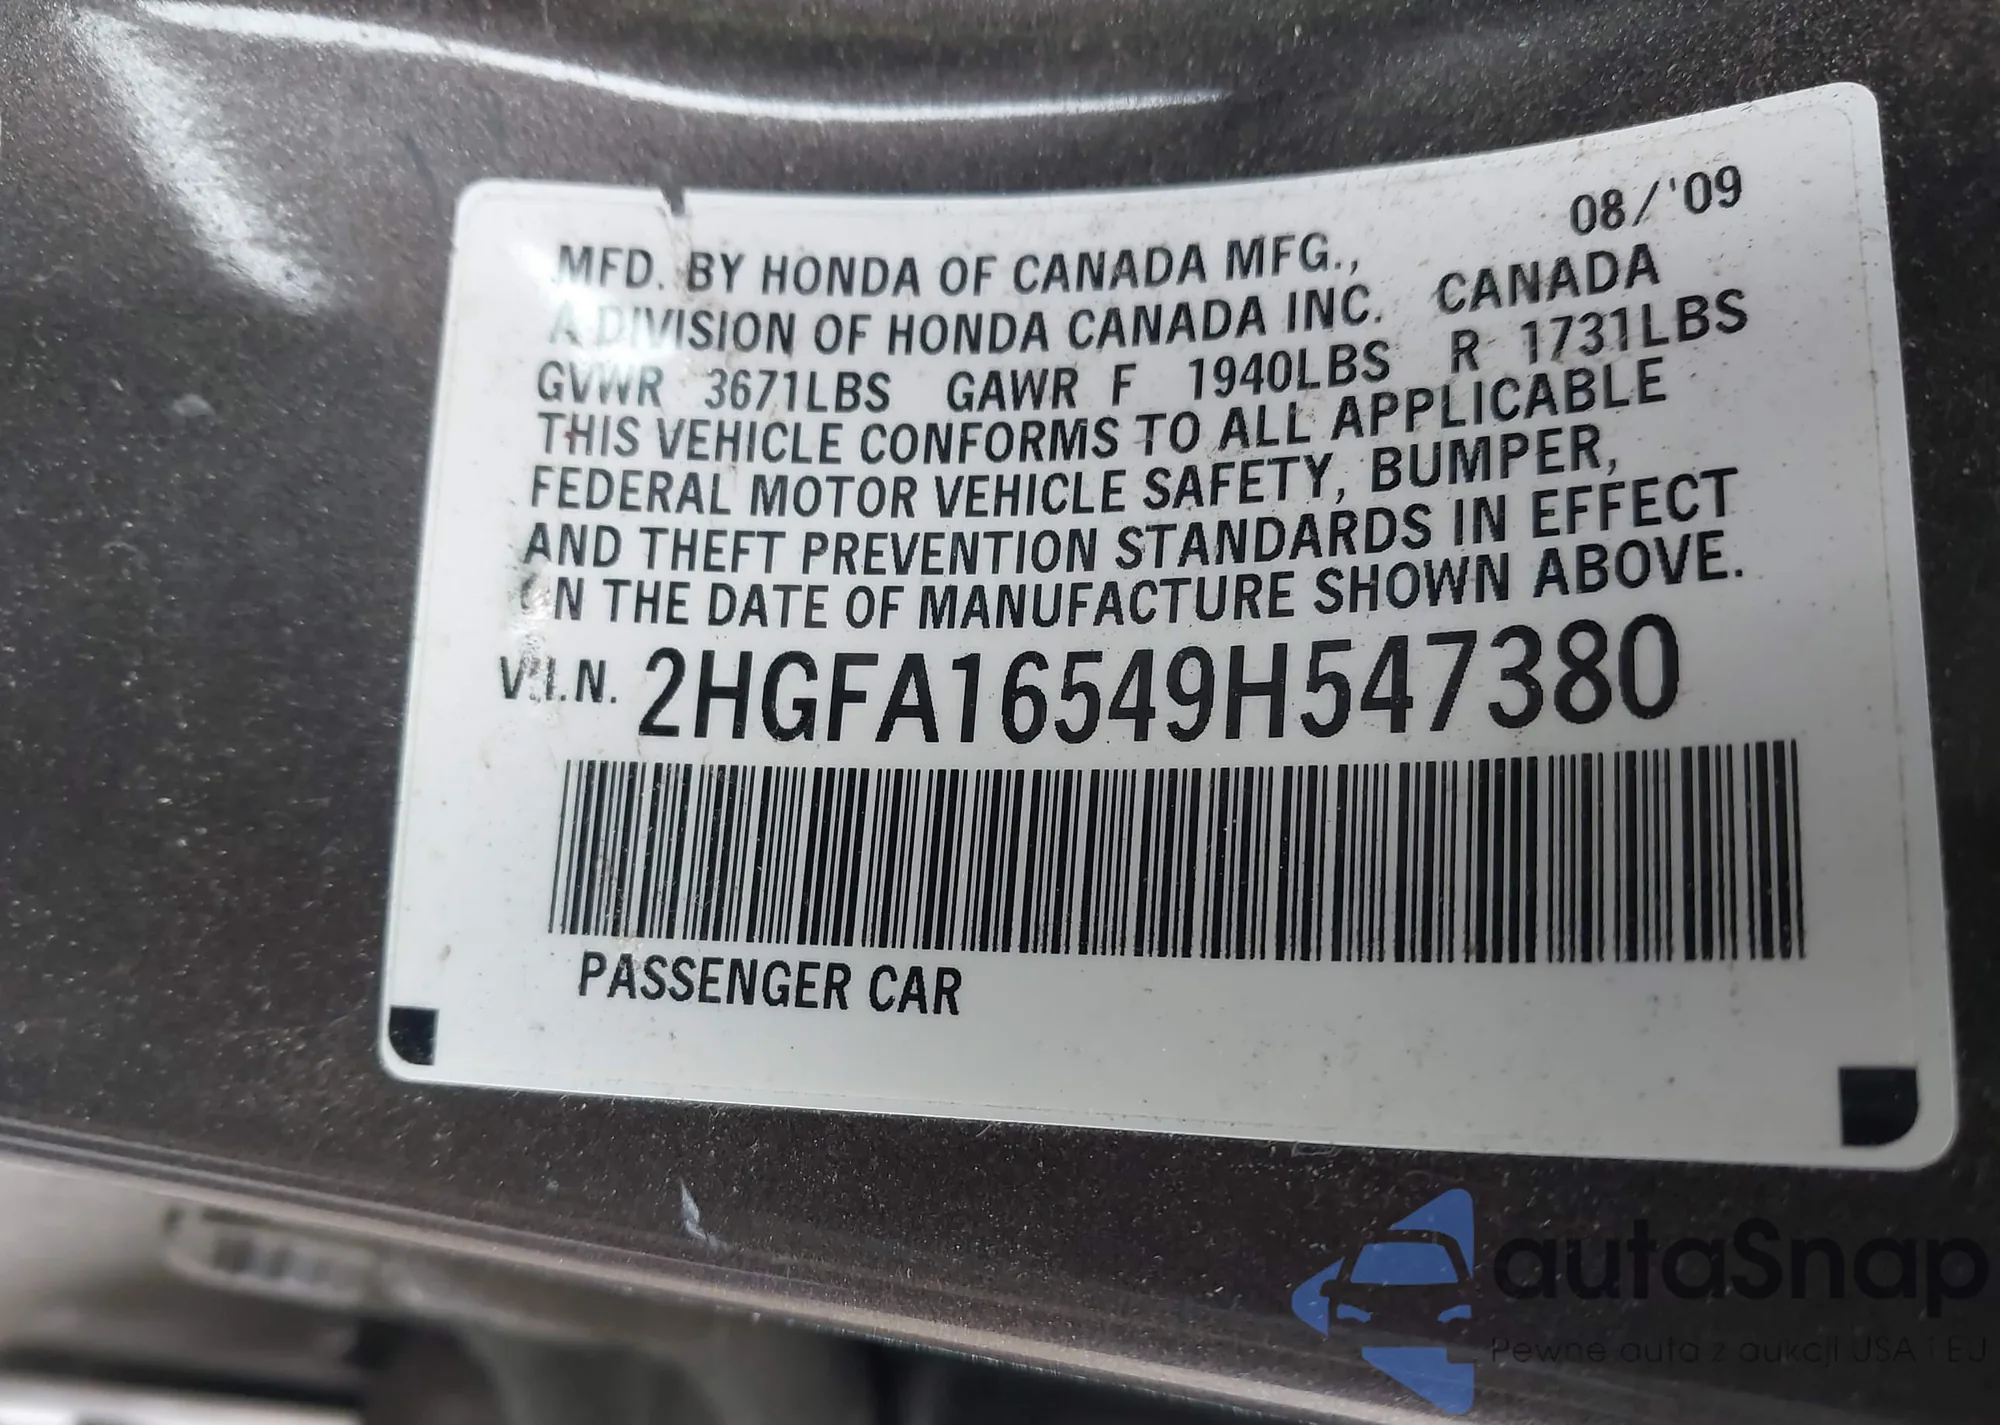 08/'09
MFD. BY HONDA OF CANADA MFG.,
A DIVISION OF HONDA CANADA INC. CANADA
GVWR 3671LBS GAWR F 1940LBS R 1731LBS
THIS VEHICLE CONFORMS TO ALL APPLICABLE
FEDERAL MOTOR VEHICLE SAFETY, BUMPER,
AND THEFT PREVENTION STANDARDS IN EFFECT
ON THE DATE OF MANUFACTURE SHOWN ABOVE.
V.I.N. 2HGFA16549H547380
PASSENGER CAR
autaSnap
Pewne auta z aukcji USA i EU